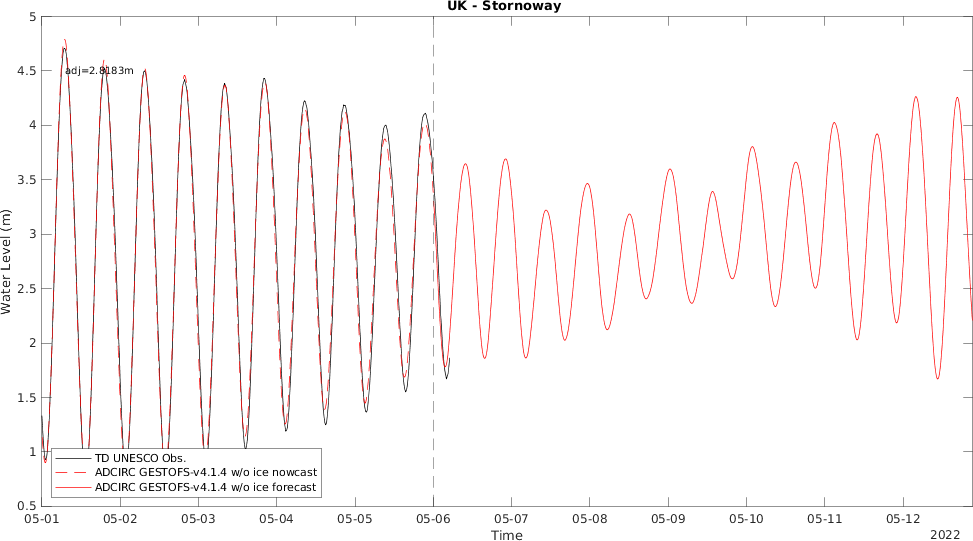 UK - Stornoway
5
4.5
4
3.5
3
2.5
2
1.5
1
0.5
Water Level (m)
adj=2.8183m
TD UNESCO Obs.
ADCIRC GESTOFS-v4.1.4 w/o ice nowcast
ADCIRC GESTOFS-v4.1.4 w/o ice forecast
05-01 05-02 05-03 05-04 05-05 05-06 05-07 05-08 05-09 05-10 05-11 05-12
Time
2022